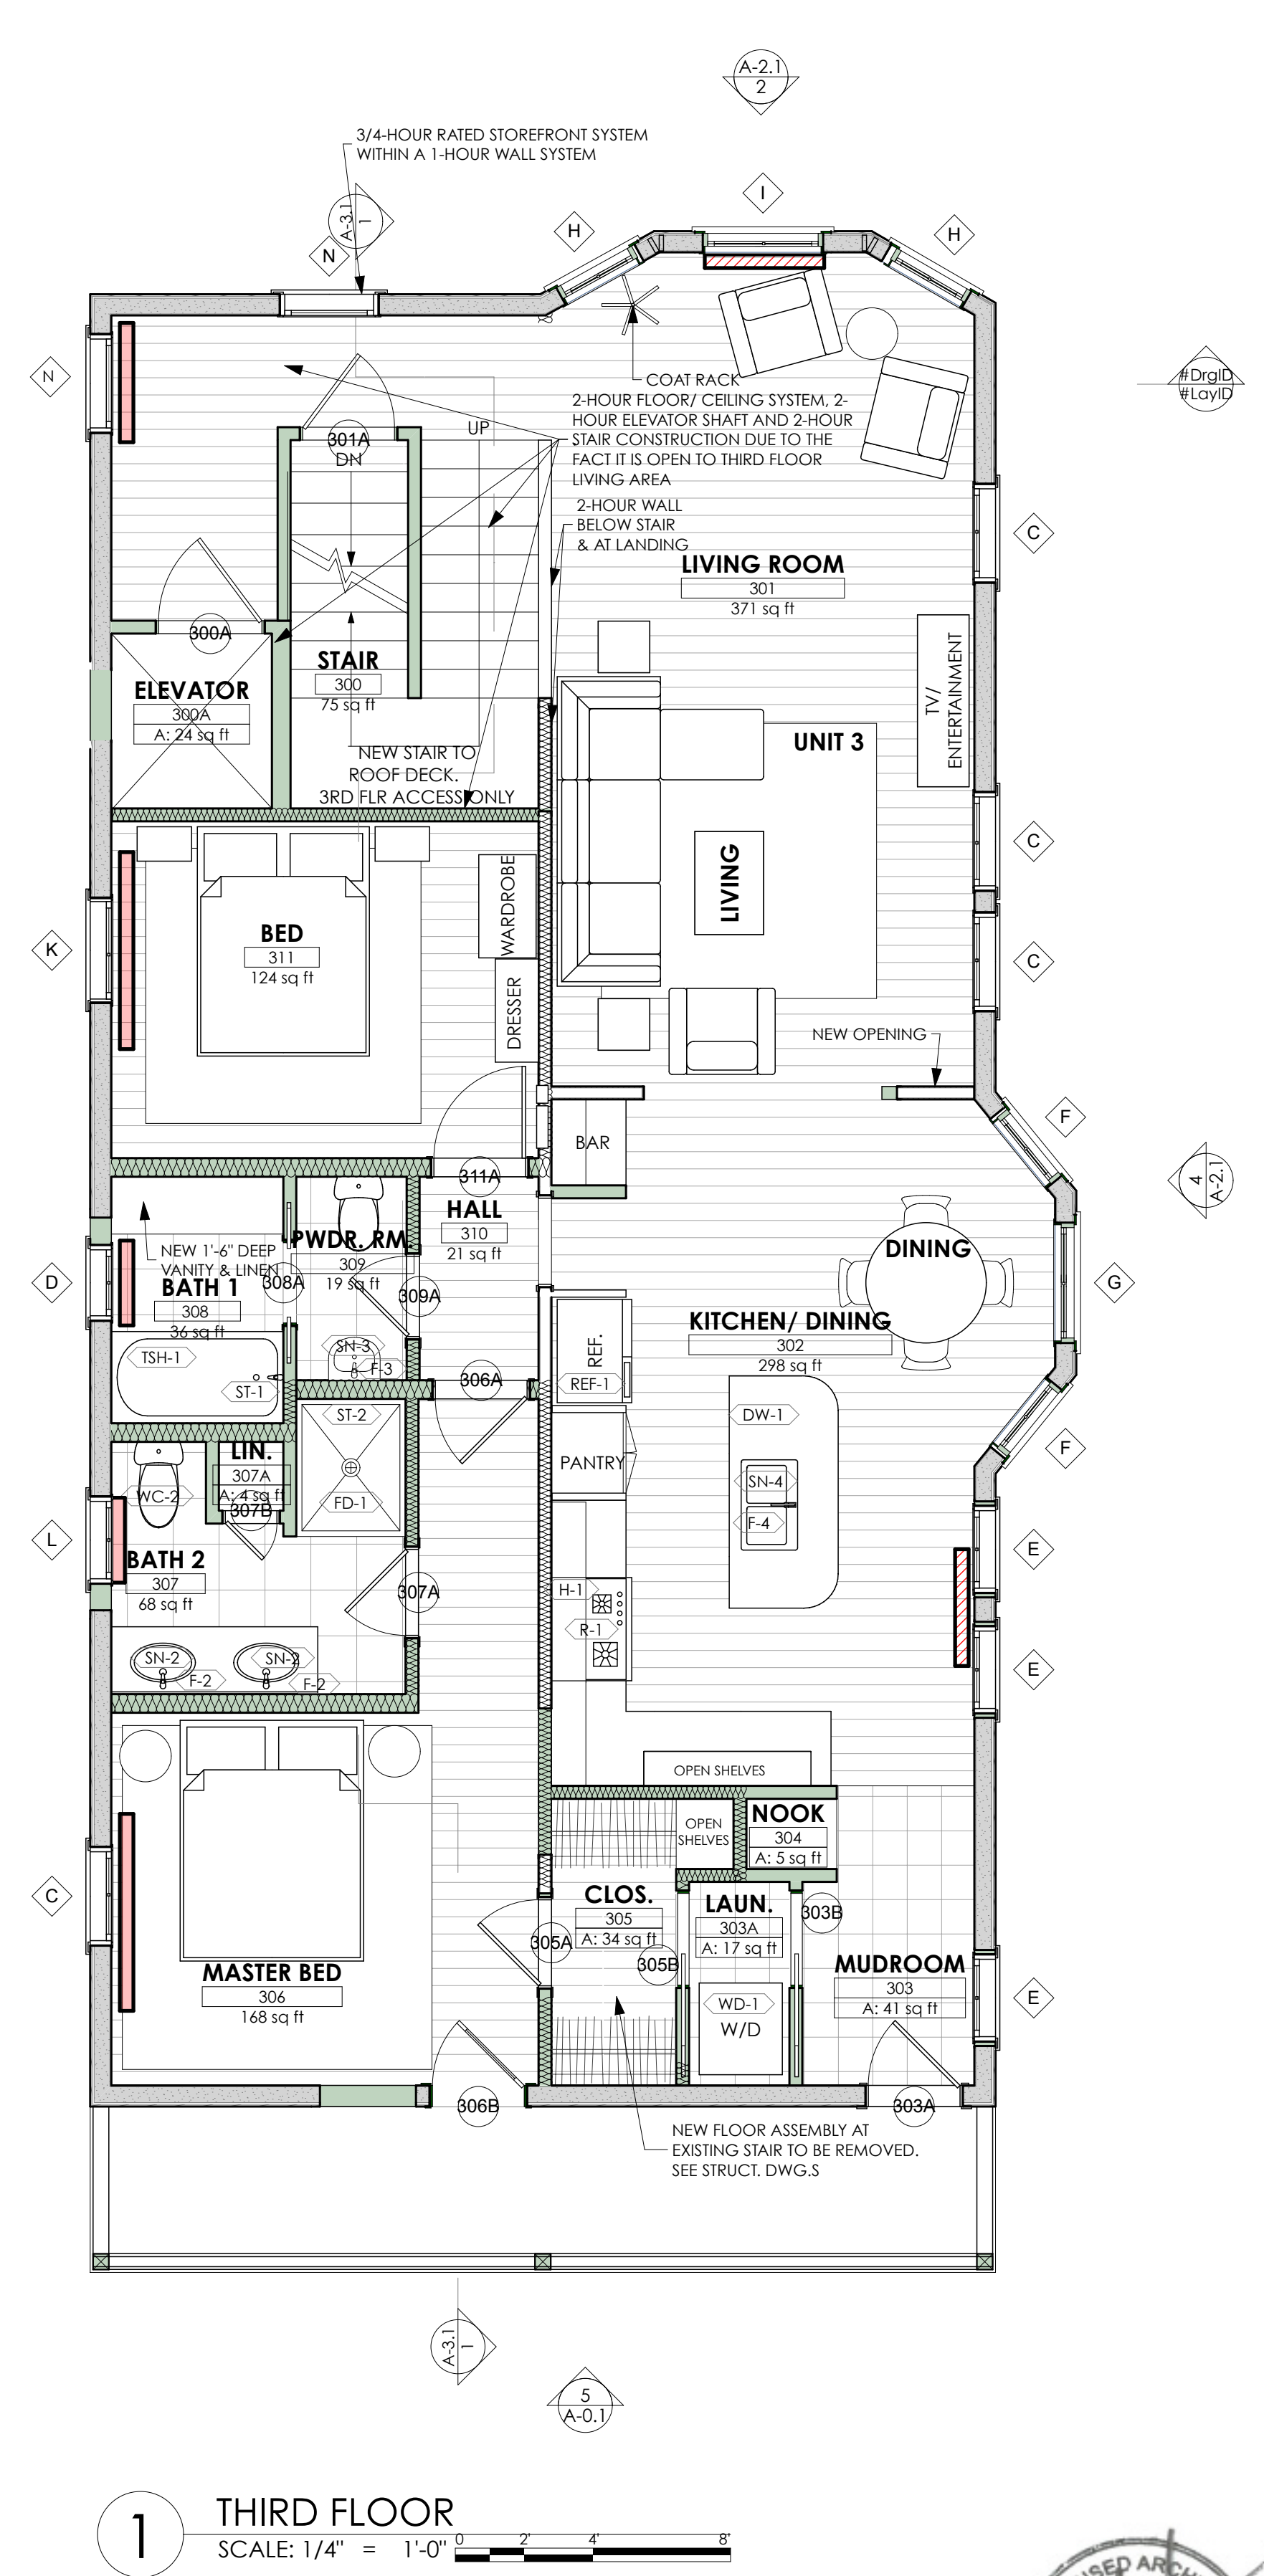 A-2.1
2
3/4-HOUR RATED STOREFRONT SYSTEM
WITHIN A 1-HOUR WALL SYSTEM
I
A-3.1
1
H
H
N
N
#DrgID
#LayID
COAT RACK
2-HOUR FLOOR/ CEILING SYSTEM, 2-
HOUR ELEVATOR SHAFT AND 2-HOUR
STAIR CONSTRUCTION DUE TO THE
FACT IT IS OPEN TO THIRD FLOOR
LIVING AREA
UP
301A
DN
2-HOUR WALL
BELOW STAIR
& AT LANDING
C
LIVING ROOM
301
371 sq ft
300A
STAIR
300
75 sq ft
ELEVATOR
300A
A: 24 sq ft
TV/
ENTERTAINMENT
UNIT 3
NEW STAIR TO
ROOF DECK.
3RD FLR ACCESS ONLY
C
LIVING
WARDROBE
BED
311
124 sq ft
K
C
DRESSER
NEW OPENING
F
BAR
311A
4
A-2.1
HALL
310
21 sq ft
PWDR. RM.
309
19 sq ft
NEW 1'-6" DEEP
VANITY & LINEN
BATH 1
308
36 sq ft
308A
309A
D
DINING
G
KITCHEN/ DINING
302
298 sq ft
REF.
REF-1
SN-3
F-3
TSH-1
ST-1
306A
ST-2
DW-1
F
LIN.
307A
A: 4 sq ft
307B
PANTRY
SN-4
F-4
WC-2
FD-1
L
E
BATH 2
307
68 sq ft
307A
H-1
R-1
SN-2
F-2
SN-2
F-2
E
OPEN SHELVES
OPEN
SHELVES
NOOK
304
A: 5 sq ft
C
CLOS.
305
A: 34 sq ft
LAUN.
303A
A: 17 sq ft
303B
305A
305B
MUDROOM
303
A: 41 sq ft
MASTER BED
306
168 sq ft
WD-1
W/D
E
306B
303A
NEW FLOOR ASSEMBLY AT
EXISTING STAIR TO BE REMOVED.
SEE STRUCT. DWG.S
A-3.1
1
5
A-0.1
1
THIRD FLOOR
SCALE: 1/4" = 1'-0"
0 2' 4' 8'